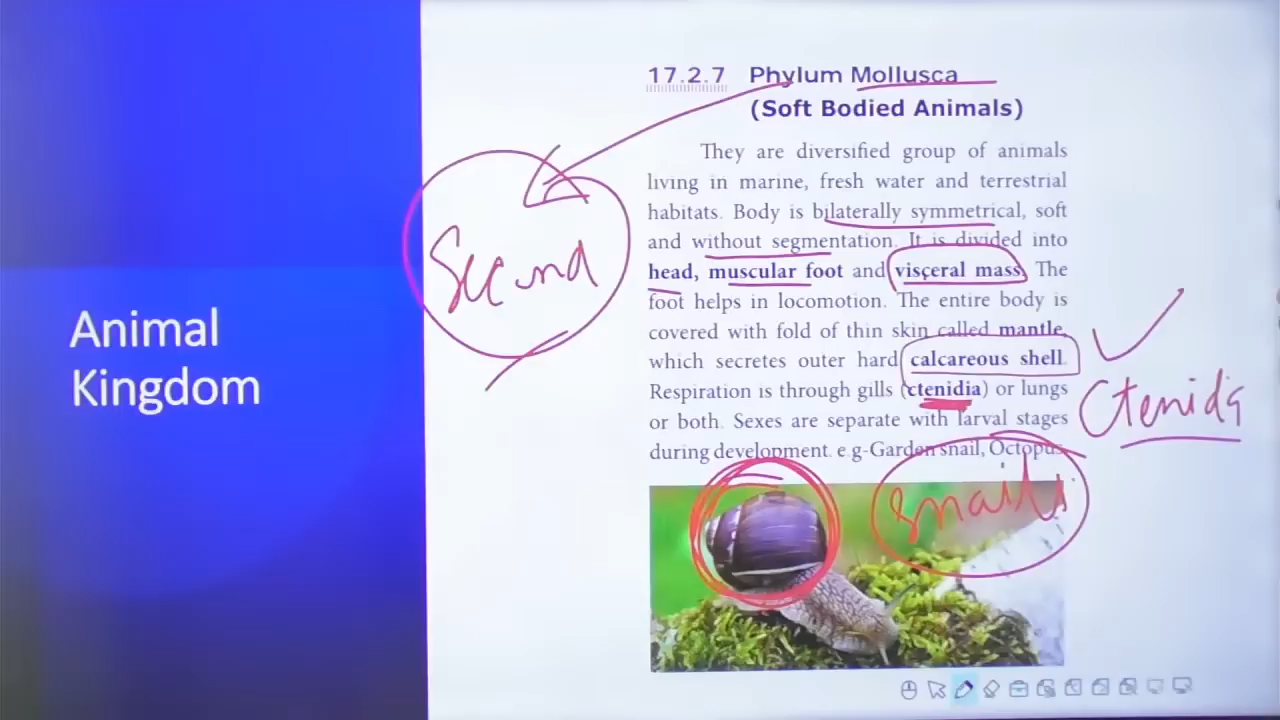 Animal
Kingdom
17.2.7 Phylum Mollusca
(Soft Bodied Animals)
They are diversified group of animals
living in marine, fresh water and terrestrial
habitats. Body is bilaterally symmetrical, soft
and without segmentation. It is divided into
head, muscular foot and visceral mass. The
foot helps in locomotion. The entire body is
covered with fold of thin skin called mantle,
which secretes outer hard calcareous shell.
Respiration is through gills (ctenidia) or lungs
or both. Sexes are separate with larval stages
during development. e.g-Garden snail, Octopus.
Second
Ctenida
Snails